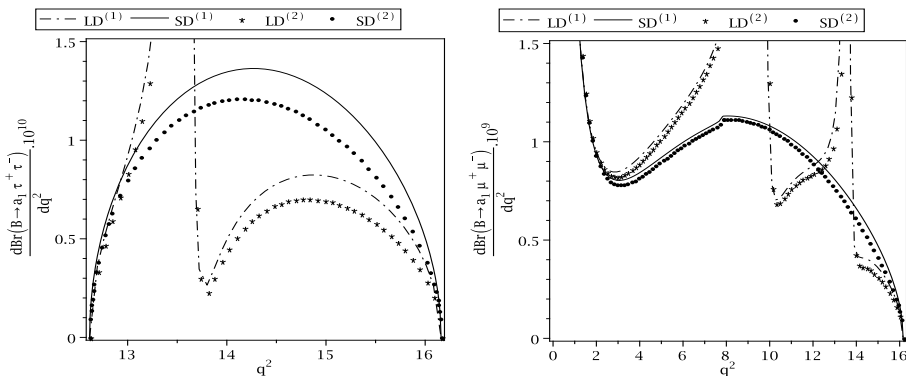 LD(1) SD(1) LD(2) SD(2)
1.5
1
0.5
0
dBr(B→a1 τ+ τ−)
dq2
.10^10
13 14 15 16
q2
LD(1) SD(1) LD(2) SD(2)
1.5
1
0.5
0
dBr(B→a1 μ+ μ−)
dq2
.10^9
0 2 4 6 8 10 12 14 16
q2